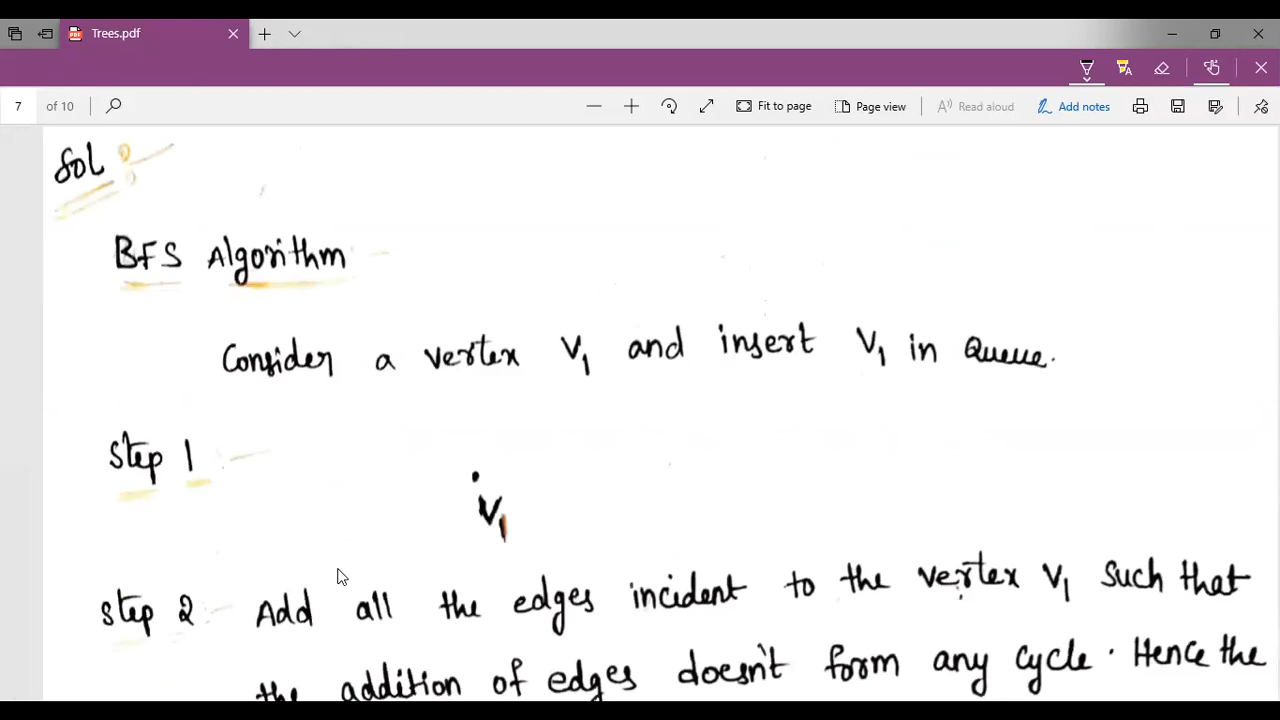 Trees.pdf
7 of 10
Fit to page
Page view
Read aloud
Add notes
Sol :
BFS Algorithm
Consider a vertex V1 and insert V1 in Queue.
Step 1
V1
Step 2 Add all the edges incident to the vertex V1 such that
the addition of edges doesn't form any cycle. Hence the